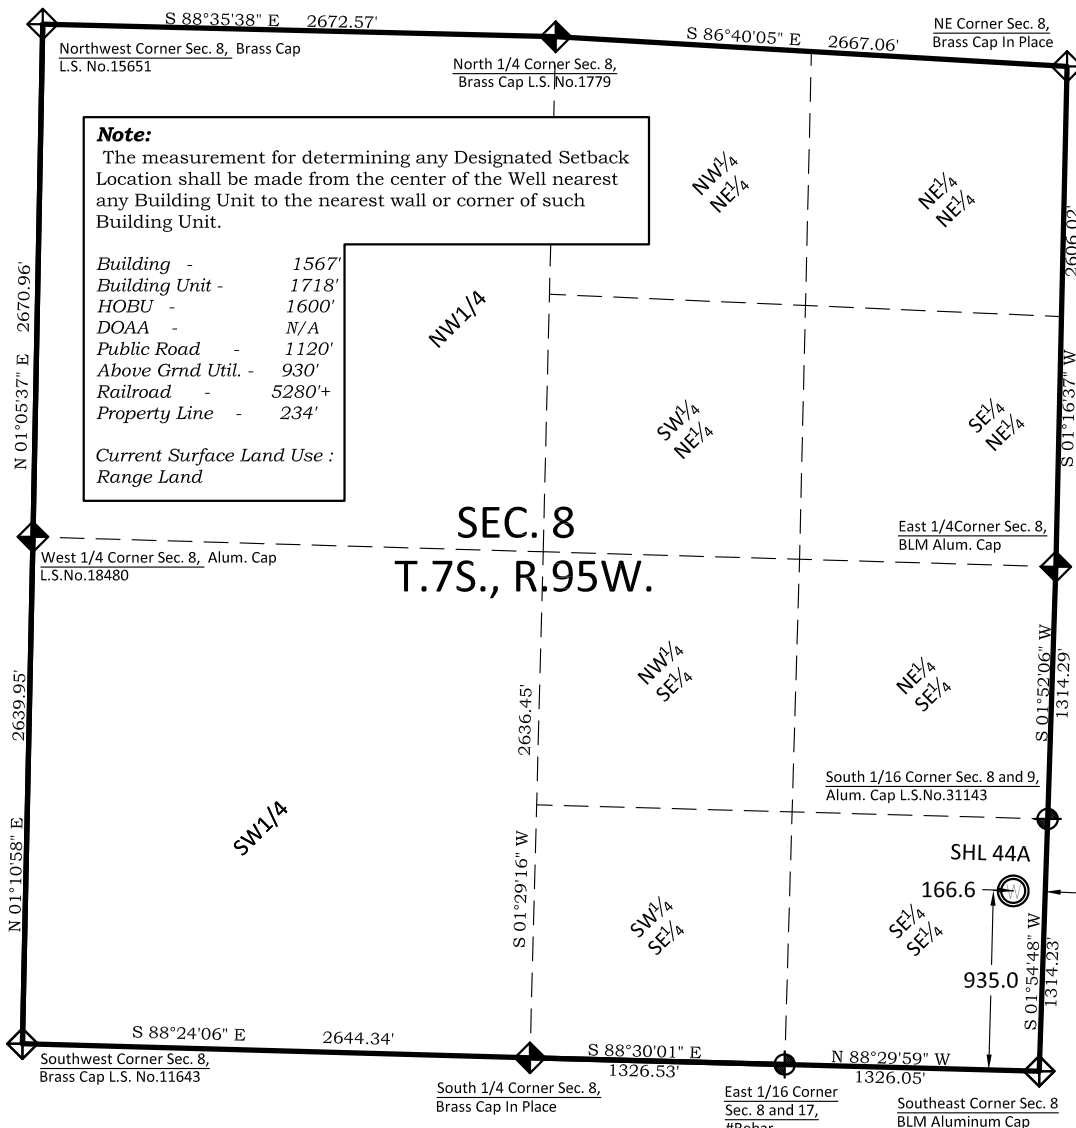 S 88°35'38" E 2672.57'
S 86°40'05" E 2667.06'
NE Corner Sec. 8,
Brass Cap In Place
Northwest Corner Sec. 8, Brass Cap
L.S. No.15651
North 1/4 Corner Sec. 8,
Brass Cap L.S. No.1779
Note:
The measurement for determining any Designated Setback
Location shall be made from the center of the Well nearest
any Building Unit to the nearest wall or corner of such
Building Unit.
Building - 1567'
Building Unit - 1718'
HOBU - 1600'
DOAA - N/A
Public Road - 1120'
Above Grnd Util. - 930'
Railroad - 5280'+
Property Line - 234'
Current Surface Land Use :
Range Land
NW1/4
NE1/4
NE1/4
NE1/4
N 01°05'37" E 2670.96'
NW1/4
2606.02'
S 01°16'37" W
SW1/4
NE1/4
SE1/4
NE1/4
SEC. 8
T.7S., R.95W.
East 1/4Corner Sec. 8,
BLM Alum. Cap
West 1/4 Corner Sec. 8, Alum. Cap
L.S.No.18480
NW1/4
SE1/4
NE1/4
SE1/4
S 01°52'06" W
1314.29'
N 01°10'58" E 2639.95'
S 01°29'16" W 2636.45'
South 1/16 Corner Sec. 8 and 9,
Alum. Cap L.S.No.31143
SW1/4
SHL 44A
166.6
W
SW1/4
SE1/4
SE1/4
SE1/4
935.0
S 01°54'48" W
1314.23'
S 88°24'06" E 2644.34'
S 88°30'01" E
1326.53'
N 88°29'59" W
1326.05'
Southwest Corner Sec. 8,
Brass Cap L.S. No.11643
South 1/4 Corner Sec. 8,
Brass Cap In Place
East 1/16 Corner
Sec. 8 and 17,
#Rebar
Southeast Corner Sec. 8
BLM Aluminum Cap